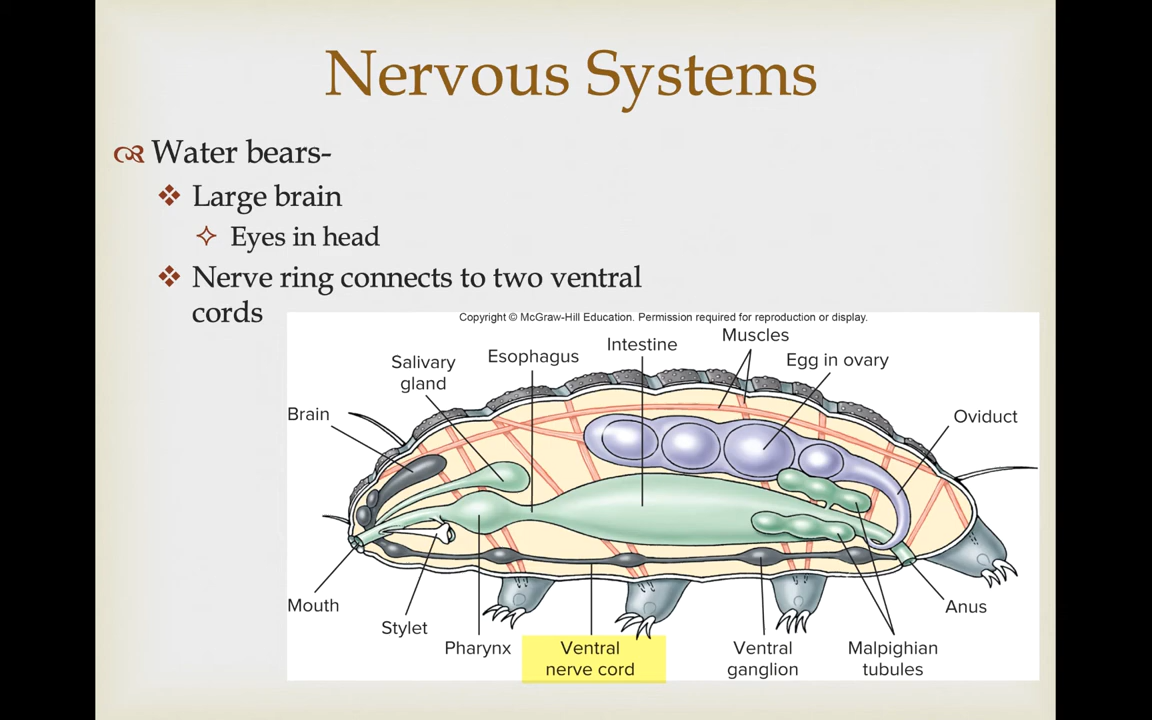 Nervous Systems
Water bears-
Large brain
Eyes in head
Nerve ring connects to two ventral
cords
Copyright © McGraw-Hill Education. Permission required for reproduction or display.
Muscles
Intestine
Esophagus
Egg in ovary
Salivary
gland
Brain
Oviduct
Mouth
Anus
Stylet
Pharynx
Ventral
nerve cord
Ventral
ganglion
Malpighian
tubules